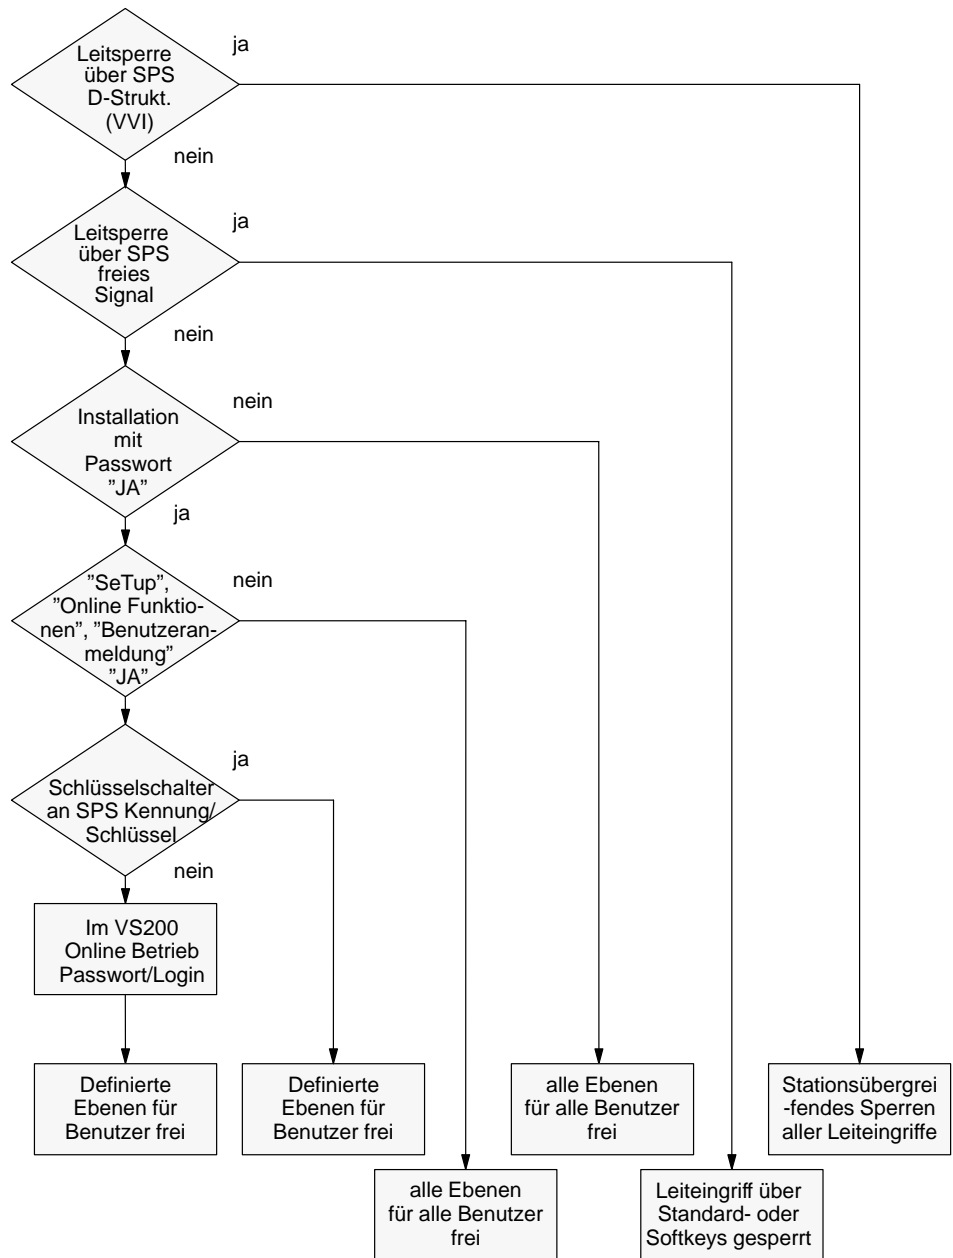 Leitsperre
über SPS
D-Strukt.
(VVI)
ja
nein
Leitsperre
über SPS
freies
Signal
ja
nein
Installation
mit
Passwort
”JA”
nein
ja
”SeTup”,
”Online Funktio-
nen”, ”Benutzeran-
meldung”
”JA”
nein
Schlüsselschalter
an SPS Kennung/
Schlüssel
ja
nein
Im VS200
Online Betrieb
Passwort/Login
Definierte
Ebenen für
Benutzer frei
Definierte
Ebenen für
Benutzer frei
alle Ebenen
für alle Benutzer
frei
Stationsübergrei
-fendes Sperren
aller Leiteingriffe
alle Ebenen
für alle Benutzer
frei
Leiteingriff über
Standard- oder
Softkeys gesperrt